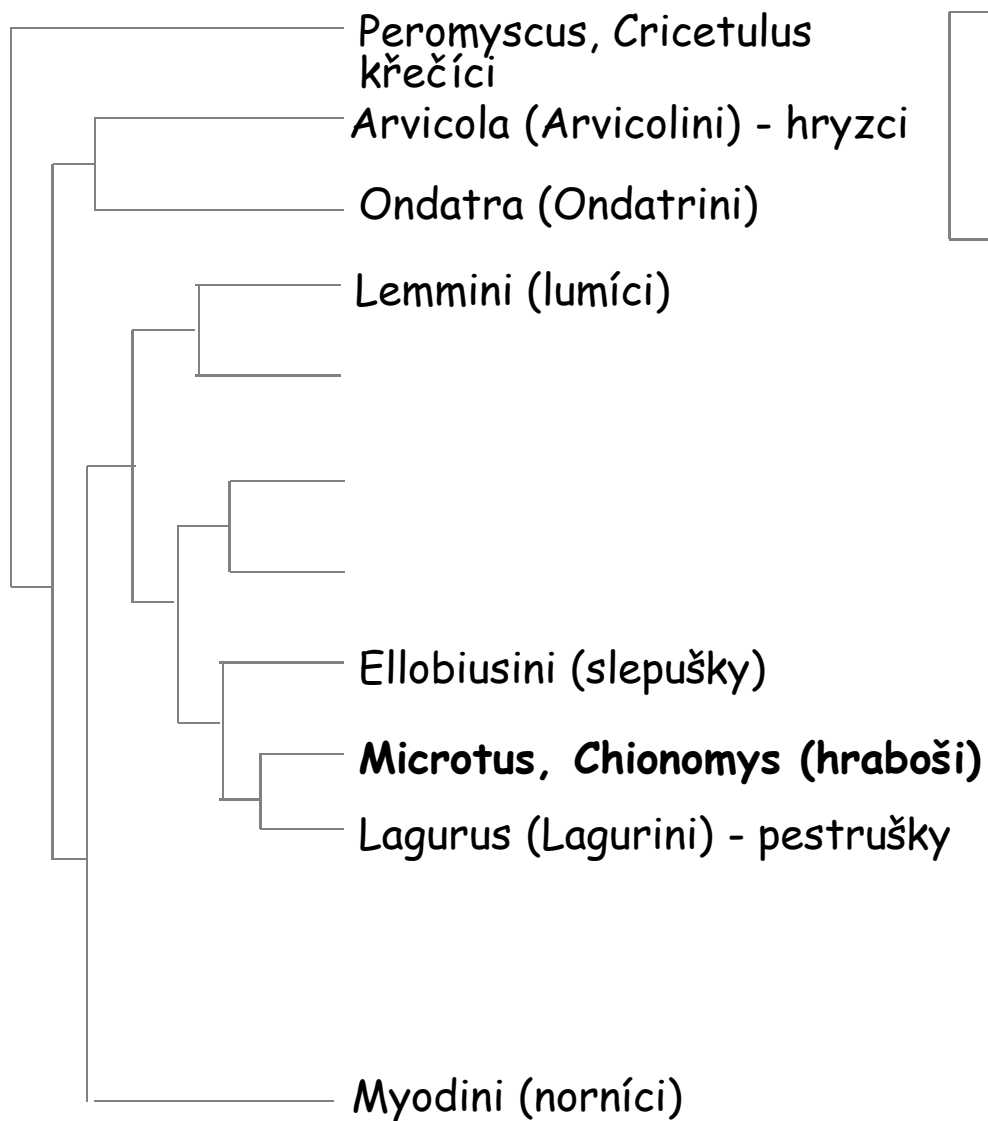 Peromyscus, Cricetulus
křečíci
Arvicola (Arvicolini) - hryzci
Ondatra (Ondatrini)
Lemmini (lumíci)
Ellobiusini (slepušky)
Microtus, Chionomys (hraboši)
Lagurus (Lagurini) - pestrušky
Myodini (norníci)